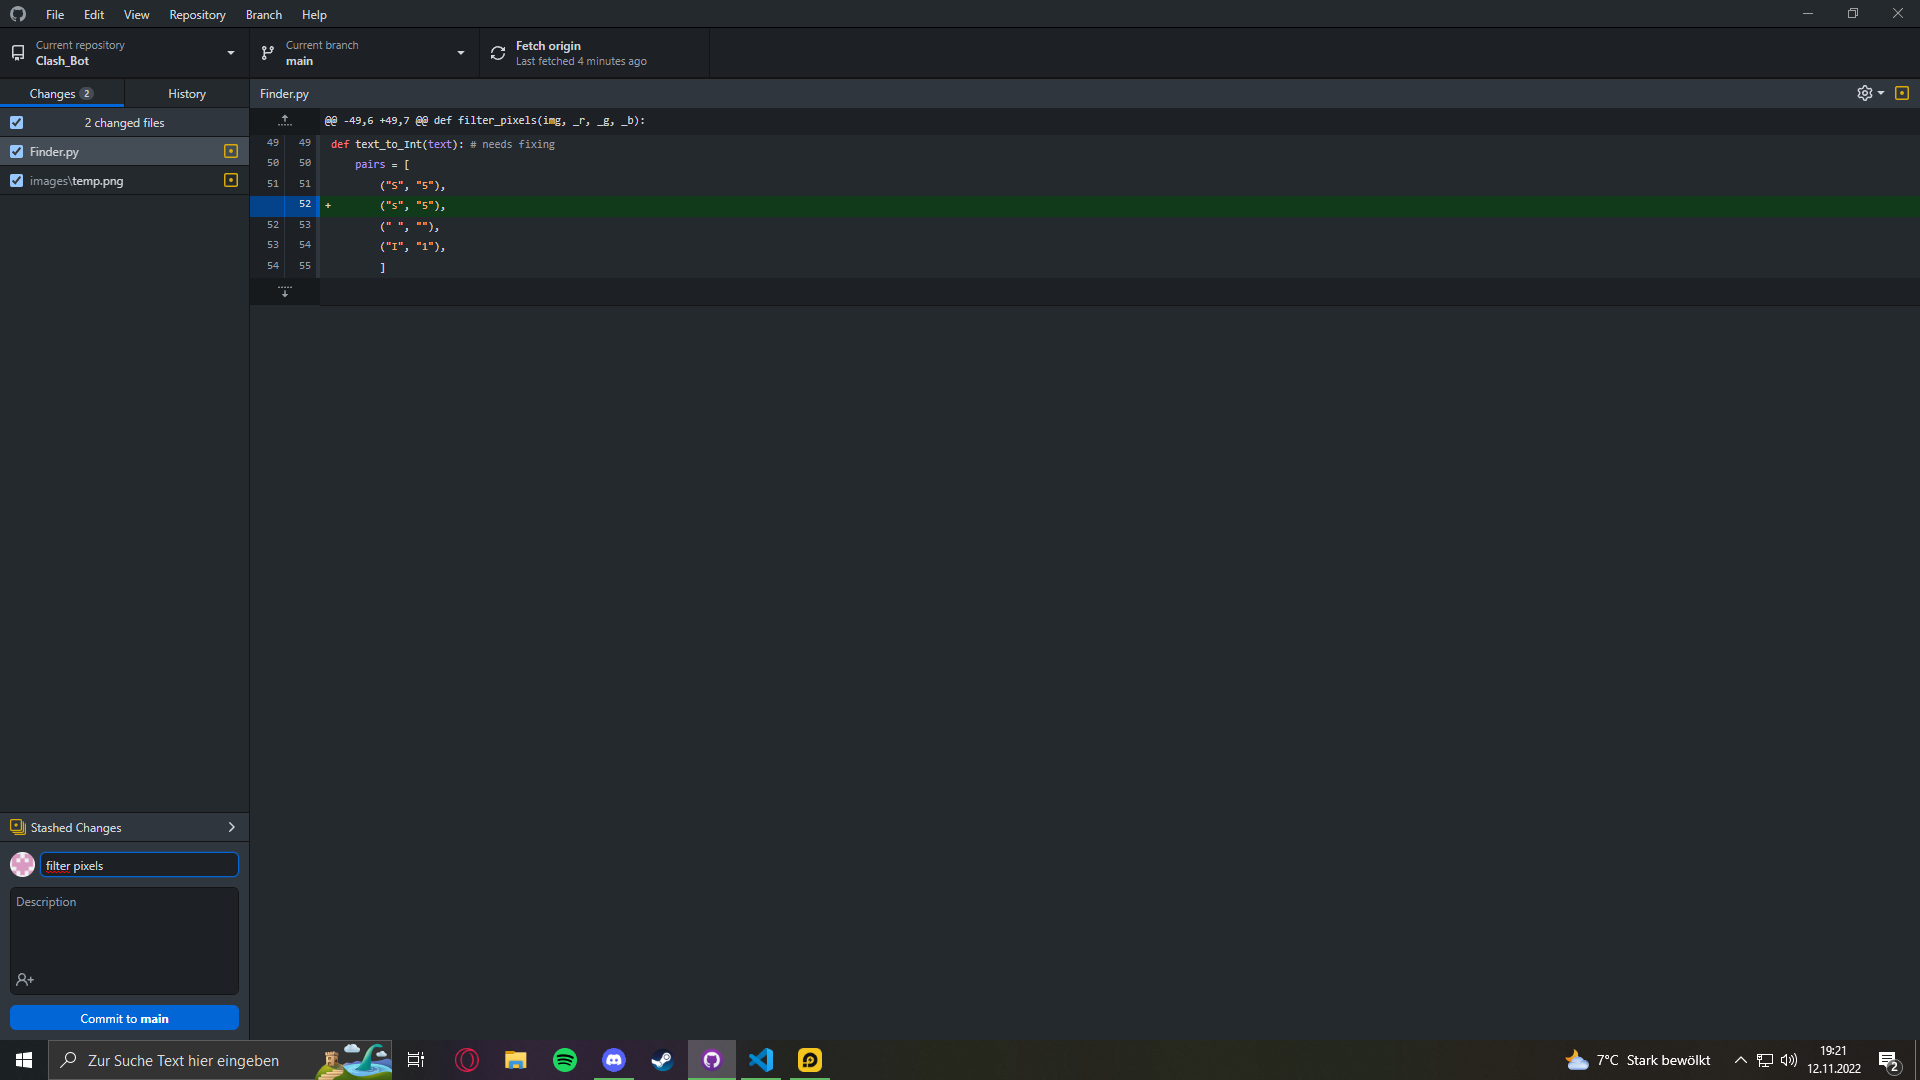 File Edit View Repository Branch Help
Current repository
Clash_Bot
Current branch
main
Fetch origin
Last fetched 4 minutes ago
Changes 2
History
Finder.py
2 changed files
Finder.py
images\temp.png
@@ -49,6 +49,7 @@ def filter_pixels(img, _r, _g, _b):
49 49 def text_to_Int(text): # needs fixing
50 50 pairs = [
51 51 ("S", "5"),
52 + ("s", "5"),
52 53 (" ", ""),
53 54 ("I", "1"),
54 55 ]
Stashed Changes
filter pixels
Description
Commit to main
Zur Suche Text hier eingeben
7°C Stark bewölkt
19:21
12.11.2022
2